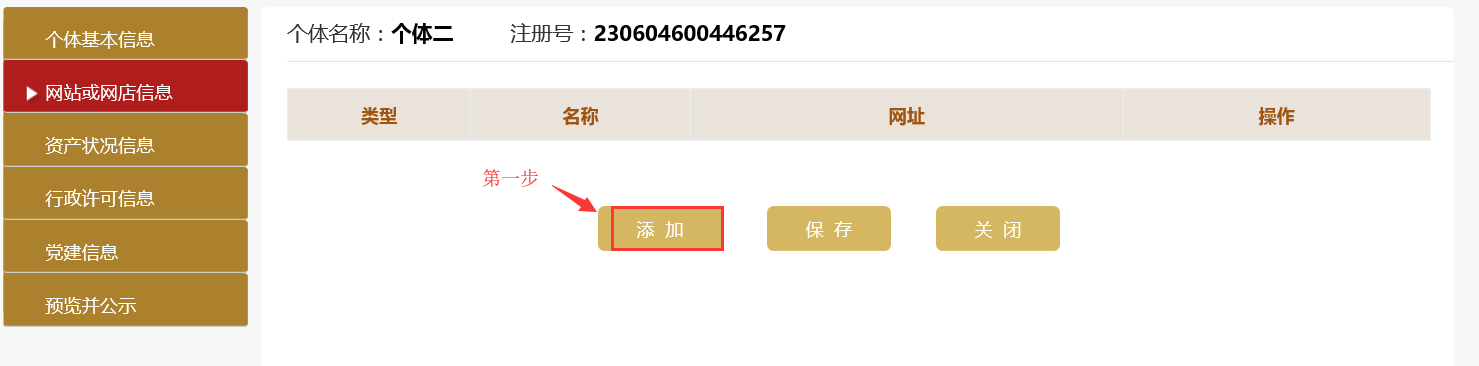 个体基本信息
网站或网店信息
资产状况信息
行政许可信息
党建信息
预览并公示
个体名称：个体二 注册号：230604600446257
类型 名称 网址 操作
第一步
添 加 保 存 关 闭